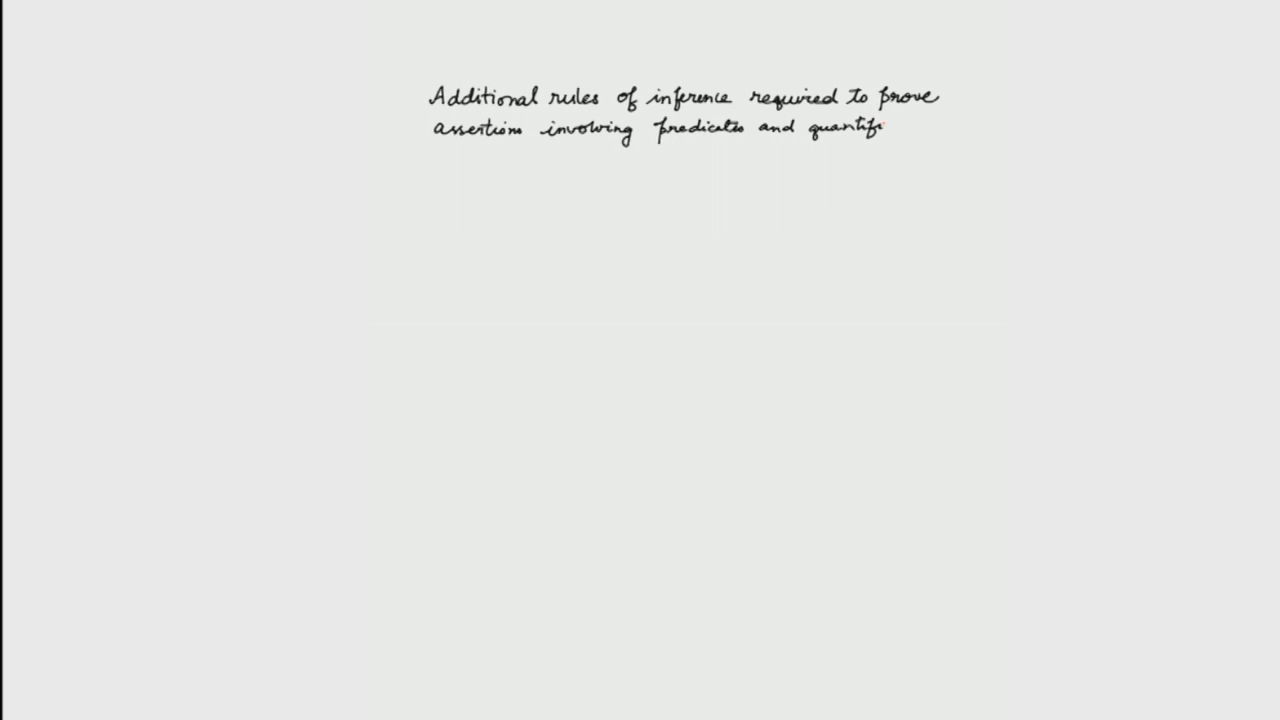 Additional rules of inference required to prove
assertions involving predicates and quantifi